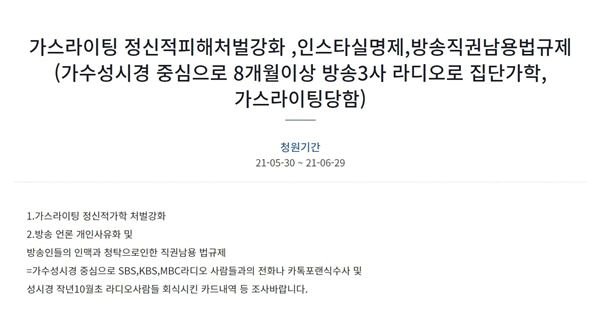 가스라이팅 정신적피해처벌강화 ,인스타실명제,방송직권남용법규제
(가수성시경 중심으로 8개월이상 방송3사 라디오로 집단가학,
가스라이팅당함)
청원기간
21-05-30 ~ 21-06-29
1.가스라이팅 정신적가학 처벌강화
2.방송 언론 개인사유화 및
방송인들의 인맥과 청탁으로인한 직권남용 법규제
=가수성시경 중심으로 SBS,KBS,MBC라디오 사람들과의 전화나 카톡포랜식수사 및
성시경 작년10월초 라디오사람들 회식시킨 카드내역 등 조사바랍니다.